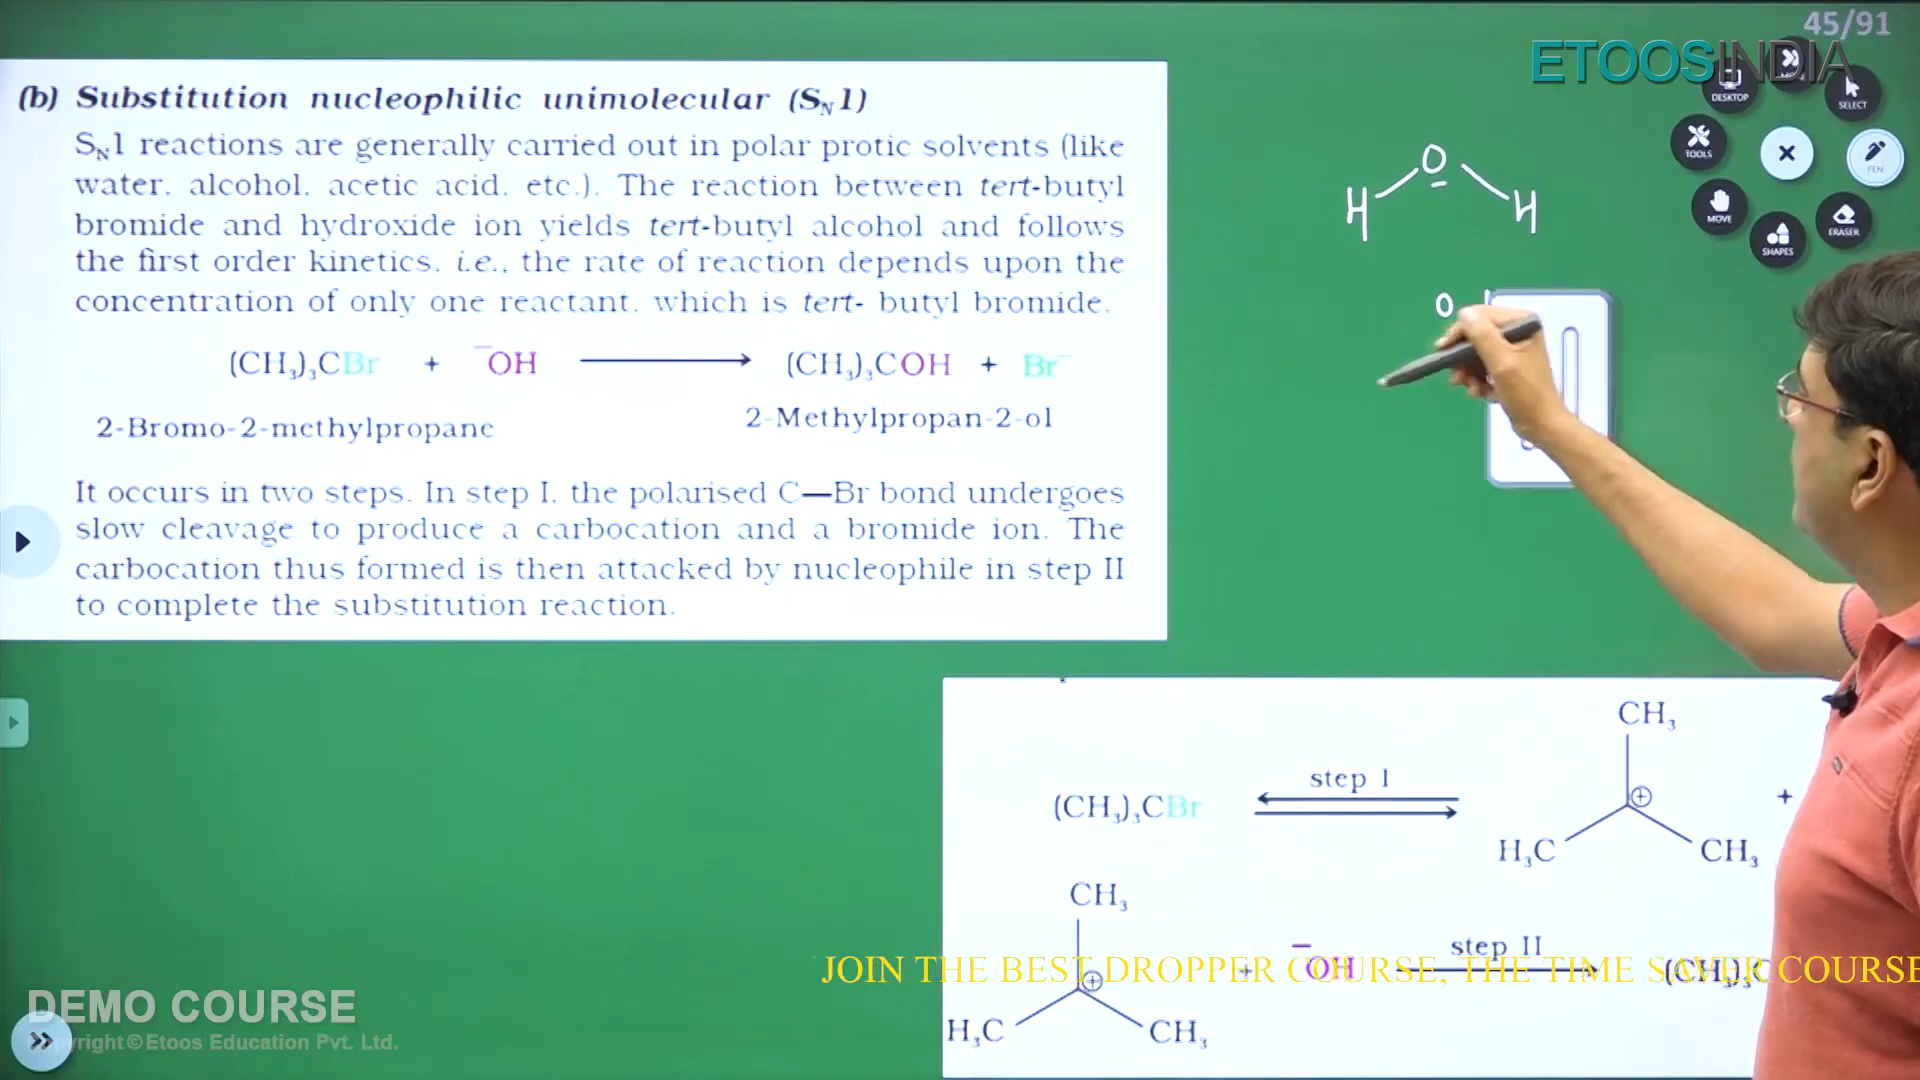 45/91
ETOOSINDIA
DESKTOP
SELECT
TOOLS
PEN
MOVE
ERASER
SHAPES
(b) Substitution nucleophilic unimolecular (S_N1)
S_N1 reactions are generally carried out in polar protic solvents (like
water, alcohol, acetic acid, etc.). The reaction between tert-butyl
bromide and hydroxide ion yields tert-butyl alcohol and follows
the first order kinetics, i.e., the rate of reaction depends upon the
concentration of only one reactant, which is tert- butyl bromide.
(CH₃)₃CBr + ⁻OH ⟶ (CH₃)₃COH + Br⁻
2-Bromo-2-methylpropane
2-Methylpropan-2-ol
It occurs in two steps. In step I, the polarised C—Br bond undergoes
slow cleavage to produce a carbocation and a bromide ion. The
carbocation thus formed is then attacked by nucleophile in step II
to complete the substitution reaction.
O
H H
O
CH₃
step I
(CH₃)₃CBr ⇌ ⊕ +
H₃C CH₃
CH₃
step II
⊕ + ⁻OH ⟶ (CH₃)₃C
H₃C CH₃
JOIN THE BEST DROPPER COURSE, THE TIME SAVER COURSE
DEMO COURSE
Copyright © Etoos Education Pvt. Ltd.